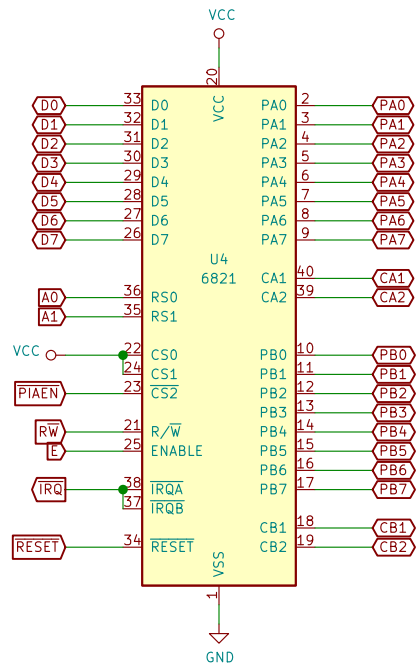 VCC
20
VCC
D0 33 D0 PA0 2 PA0
D1 32 D1 PA1 3 PA1
D2 31 D2 PA2 4 PA2
D3 30 D3 PA3 5 PA3
D4 29 D4 PA4 6 PA4
D5 28 D5 PA5 7 PA5
D6 27 D6 PA6 8 PA6
D7 26 D7 PA7 9 PA7
U4
6821
CA1 40 CA1
A0 36 RS0 CA2 39 CA2
A1 35 RS1
VCC 22 CS0 PB0 10 PB0
24 CS1 PB1 11 PB1
PIAEN 23 CS2 PB2 12 PB2
PB3 13 PB3
RW 21 R/W PB4 14 PB4
E 25 ENABLE PB5 15 PB5
PB6 16 PB6
IRQ 38 IRQA PB7 17 PB7
37 IRQB
CB1 18 CB1
RESET 34 RESET CB2 19 CB2
VSS
1
GND